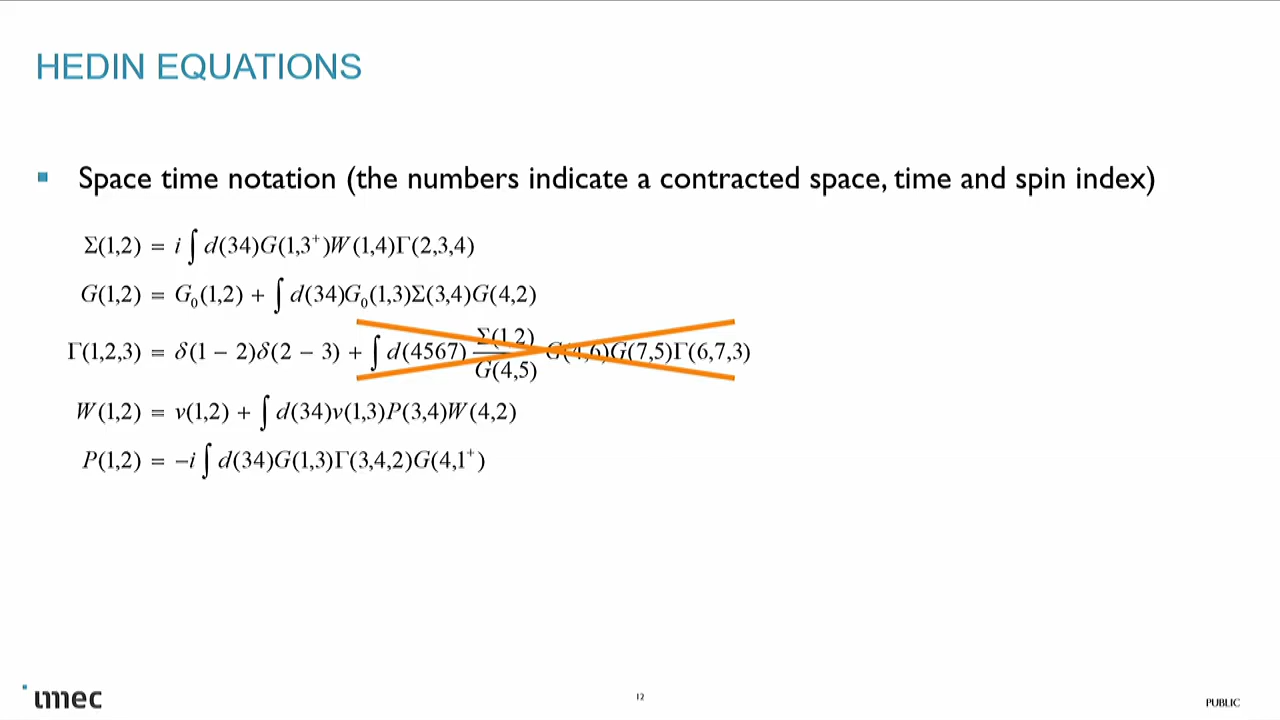 HEDIN EQUATIONS
Space time notation (the numbers indicate a contracted space, time and spin index)
Σ(1,2) = i ∫ d(34)G(1,3⁺)W(1,4)Γ(2,3,4)
G(1,2) = G₀(1,2) + ∫ d(34)G₀(1,3)Σ(3,4)G(4,2)
Γ(1,2,3) = δ(1 − 2)δ(2 − 3) + ∫ d(4567) Σ(1,2)/G(4,5) G(4,6)G(7,5)Γ(6,7,3)
W(1,2) = v(1,2) + ∫ d(34)v(1,3)P(3,4)W(4,2)
P(1,2) = −i ∫ d(34)G(1,3)Γ(3,4,2)G(4,1⁺)
imec
12
PUBLIC